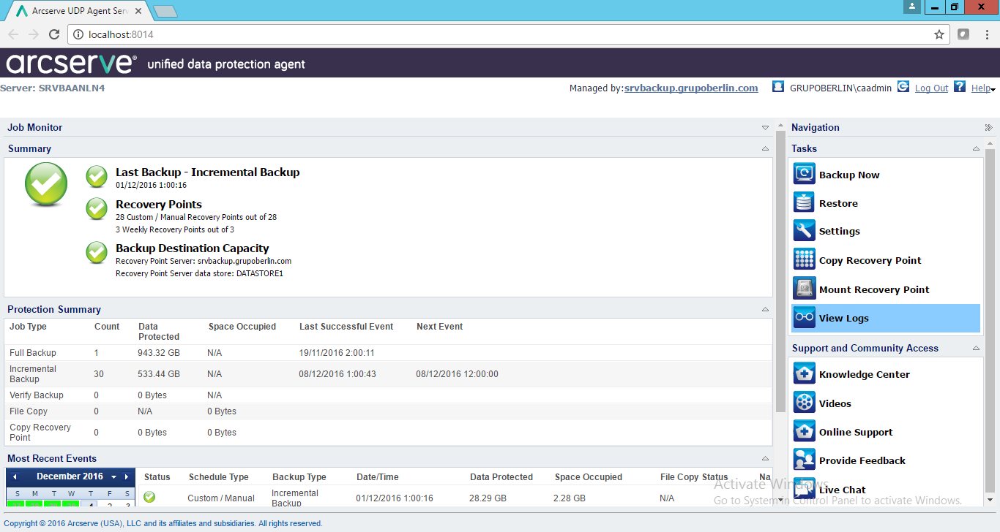 Arcserve UDP Agent Serv
localhost:8014
arcserve® unified data protection agent
Server: SRVBAANLN4
Managed by:srvbackup.grupoberlin.com GRUPOBERLIN\caadmin Log Out Help
Job Monitor
Summary
Last Backup - Incremental Backup
01/12/2016 1:00:16
Recovery Points
28 Custom / Manual Recovery Points out of 28
3 Weekly Recovery Points out of 3
Backup Destination Capacity
Recovery Point Server: srvbackup.grupoberlin.com
Recovery Point Server data store: DATASTORE1
Protection Summary
Job Type Count Data Protected Space Occupied Last Successful Event Next Event
Full Backup 1 943.32 GB N/A 19/11/2016 2:00:11
Incremental Backup 30 533.44 GB N/A 08/12/2016 1:00:43 08/12/2016 12:00:00
Verify Backup 0 0 Bytes N/A
File Copy 0 N/A 0 Bytes
Copy Recovery Point 0 0 Bytes 0 Bytes
Most Recent Events
December 2016
S M T W T F S
1 2 3
Status Schedule Type Backup Type Date/Time Data Protected Space Occupied File Copy Status Na
Custom / Manual Incremental Backup 01/12/2016 1:00:16 28.29 GB 2.28 GB N/A
Navigation
Tasks
Backup Now
Restore
Settings
Copy Recovery Point
Mount Recovery Point
View Logs
Support and Community Access
Knowledge Center
Videos
Online Support
Provide Feedback
Live Chat
Activate Windows
Go to System in Control Panel to activate Windows.
Copyright © 2016 Arcserve (USA), LLC and its affiliates and subsidiaries. All rights reserved.